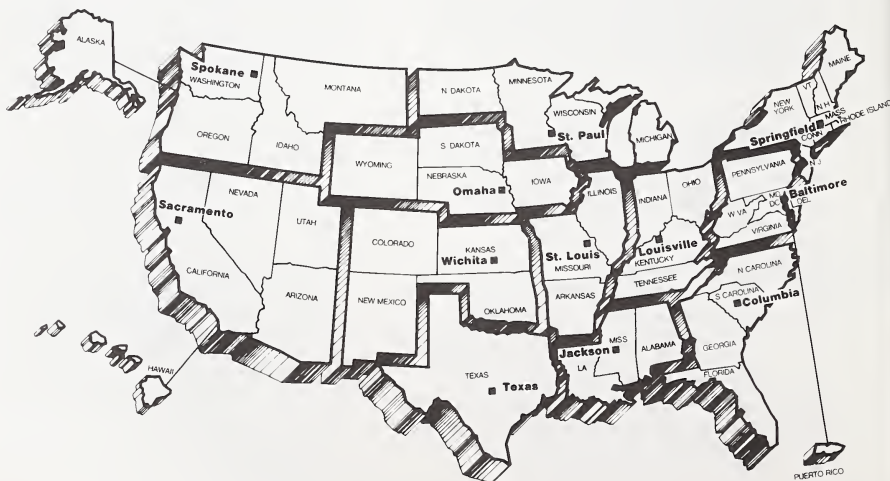 ALASKA
Spokane
WASHINGTON
MONTANA
N DAKOTA
MINNESOTA
OREGON
IDAHO
WYOMING
S DAKOTA
WISCONSIN
St. Paul
MICHIGAN
NEBRASKA
Omaha
IOWA
ILLINOIS
INDIANA
OHIO
MAINE
VT
N H
NEW
YORK
MASS
Springfield
CONN
RHODE ISLAND
PENNSYLVANIA
N J
MD
Baltimore
DC
DEL
W VA
VIRGINIA
NEVADA
Sacramento
UTAH
CALIFORNIA
COLORADO
KANSAS
Wichita
St. Louis
MISSOURI
Louisville
KENTUCKY
TENNESSEE
N CAROLINA
S CAROLINA
Columbia
ARIZONA
NEW MEXICO
OKLAHOMA
ARKANSAS
MISS
Jackson
LA
ALABAMA
GEORGIA
FLORIDA
TEXAS
Texas
HAWAII
PUERTO RICO